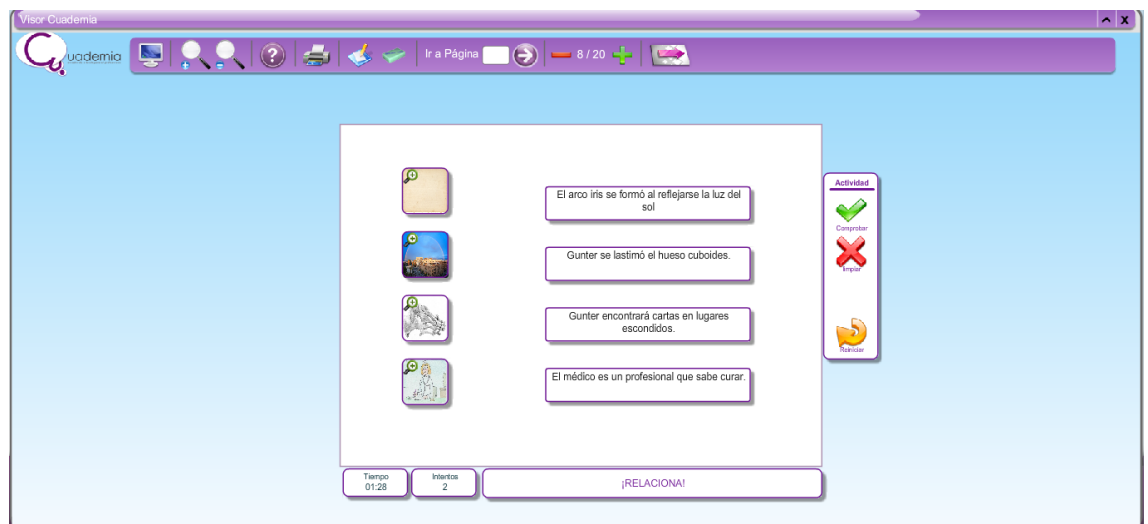 Visor Cuadernia
X
Cuadernia
Ir a Página
8 / 20
El arco iris se formó al reflejarse la luz del
sol
Gunter se lastimó el hueso cuboides.
Gunter encontrará cartas en lugares
escondidos.
El médico es un profesional que sabe curar.
Actividad
Comprobar
limpiar
Reiniciar
Tiempo
01:28
Intentos
2
¡RELACIONA!